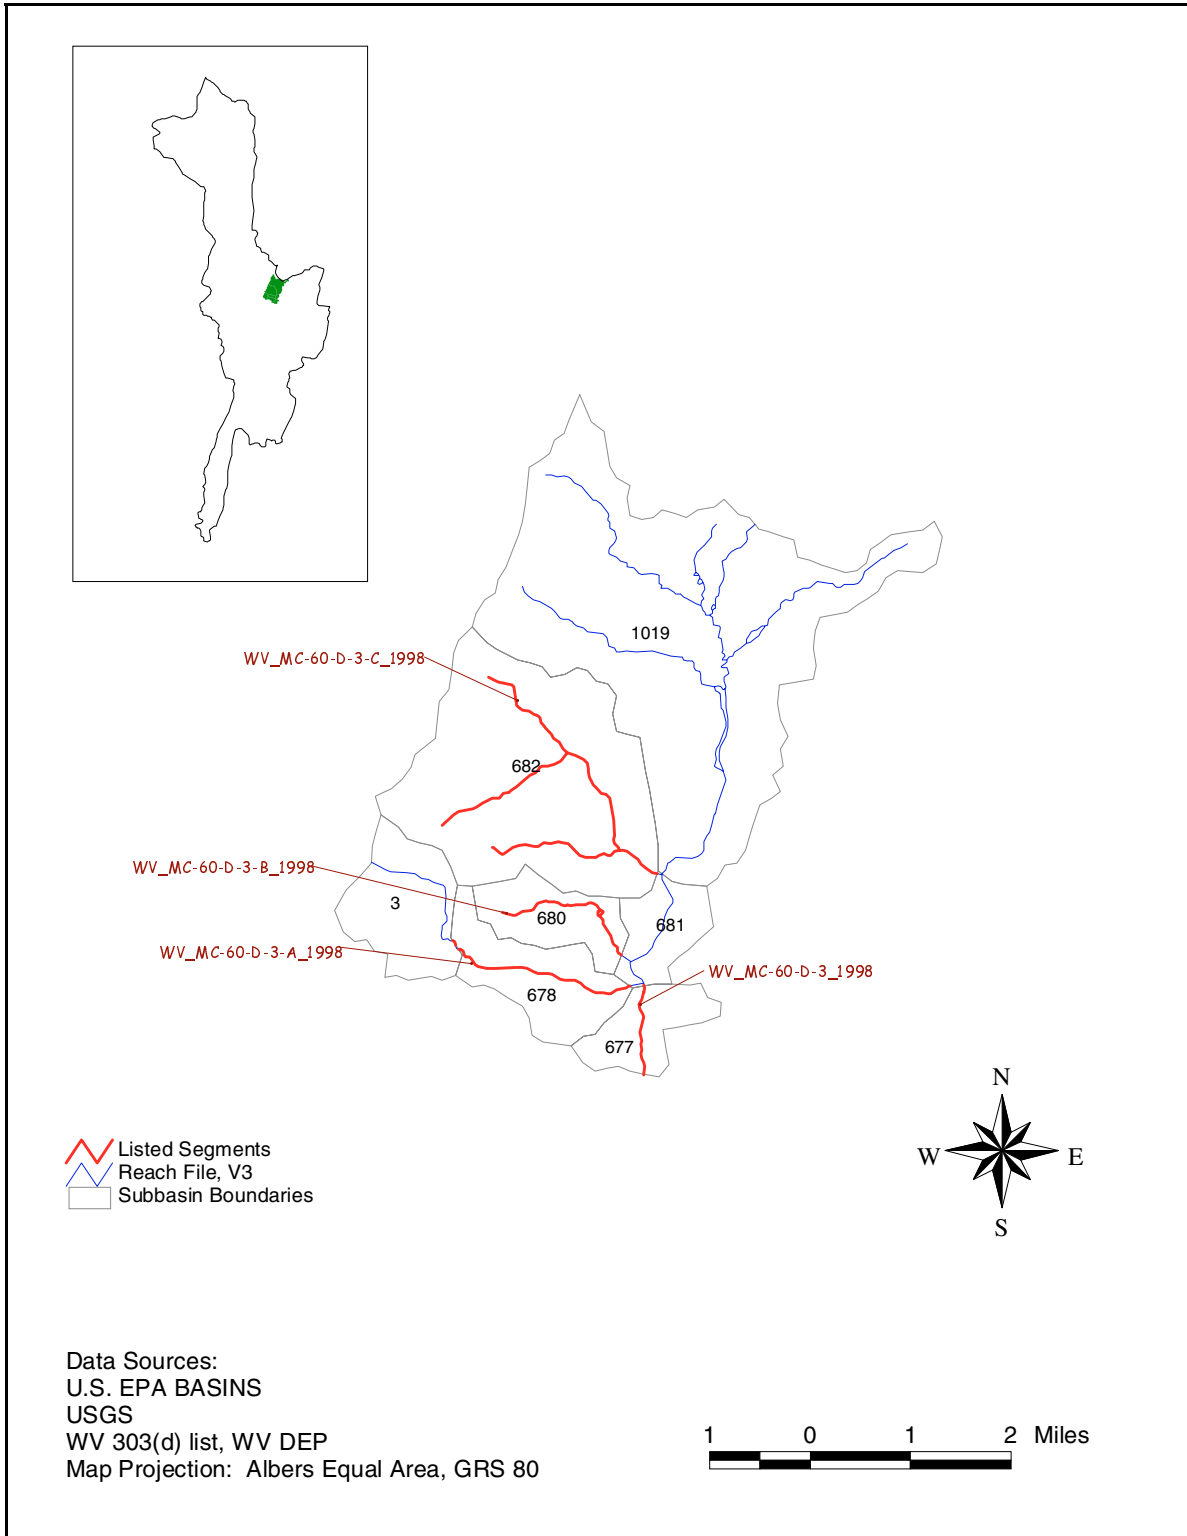 1019
WV_MC-60-D-3-C_1998
682
WV_MC-60-D-3-B_1998
3
680
681
WV_MC-60-D-3-A_1998
WV_MC-60-D-3_1998
678
677
N
W E
S
Listed Segments
Reach File, V3
Subbasin Boundaries
Data Sources:
U.S. EPA BASINS
USGS
WV 303(d) list, WV DEP
Map Projection: Albers Equal Area, GRS 80
1 0 1 2 Miles